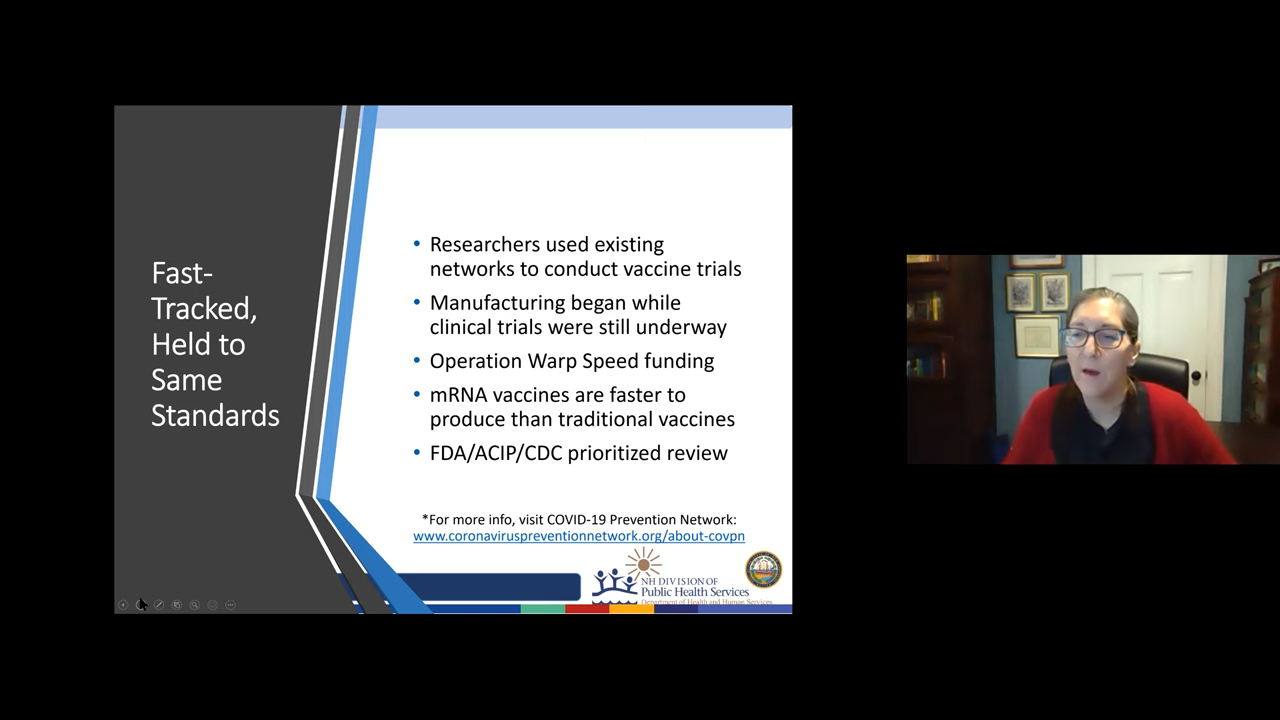 Fast-
Tracked,
Held to
Same
Standards
• Researchers used existing
networks to conduct vaccine trials
• Manufacturing began while
clinical trials were still underway
• Operation Warp Speed funding
• mRNA vaccines are faster to
produce than traditional vaccines
• FDA/ACIP/CDC prioritized review
*For more info, visit COVID-19 Prevention Network:
www.coronaviruspreventionnetwork.org/about-covpn
NH DIVISION OF
Public Health Services
Department of Health and Human Services